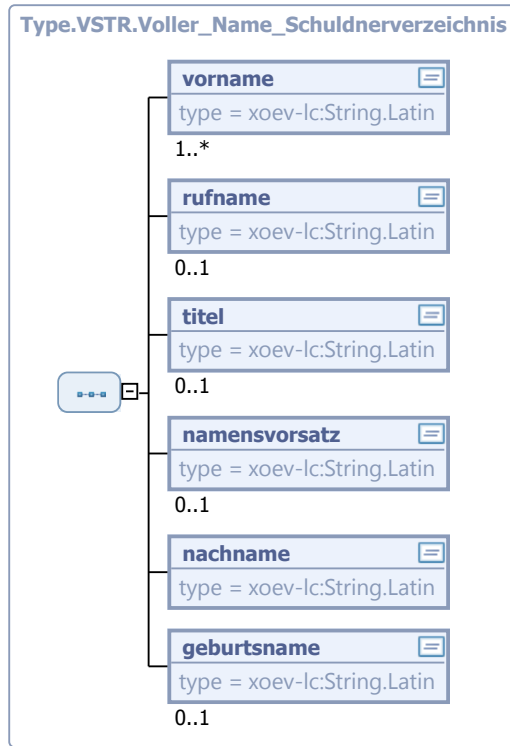 Type.VSTR.Voller_Name_Schuldnerverzeichnis
vorname
type = xoev-lc:String.Latin
1..*
rufname
type = xoev-lc:String.Latin
0..1
titel
type = xoev-lc:String.Latin
0..1
namensvorsatz
type = xoev-lc:String.Latin
0..1
nachname
type = xoev-lc:String.Latin
geburtsname
type = xoev-lc:String.Latin
0..1